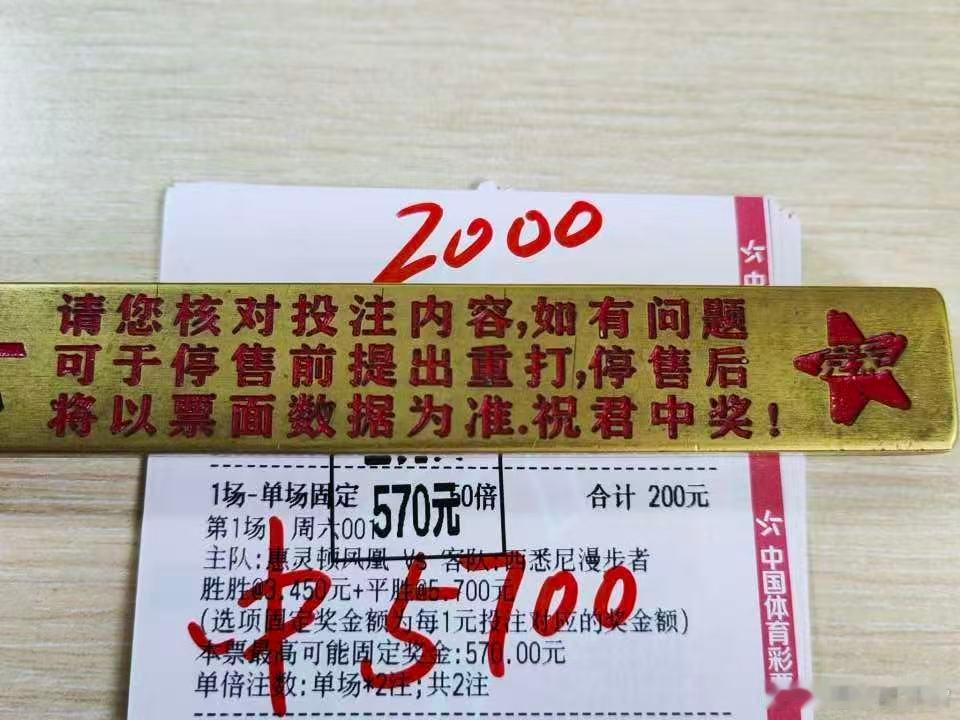 2000
请您核对投注内容,如有问题
可于停售前提出重打,停售后
将以票面数据为准.祝君中奖!
1场-单场固定 50倍 合计 200元
570元
第1场 周六001
主队:惠灵顿凤凰 Vs 客队:西悉尼漫步者
胜胜@3.450元+平胜@5.700元
(选项固定奖金额为每1元投注对应的奖金额)
本票最高可能固定奖金:570.00元
单倍注数:单场*2注;共2注
中5700
中
中国体育彩票